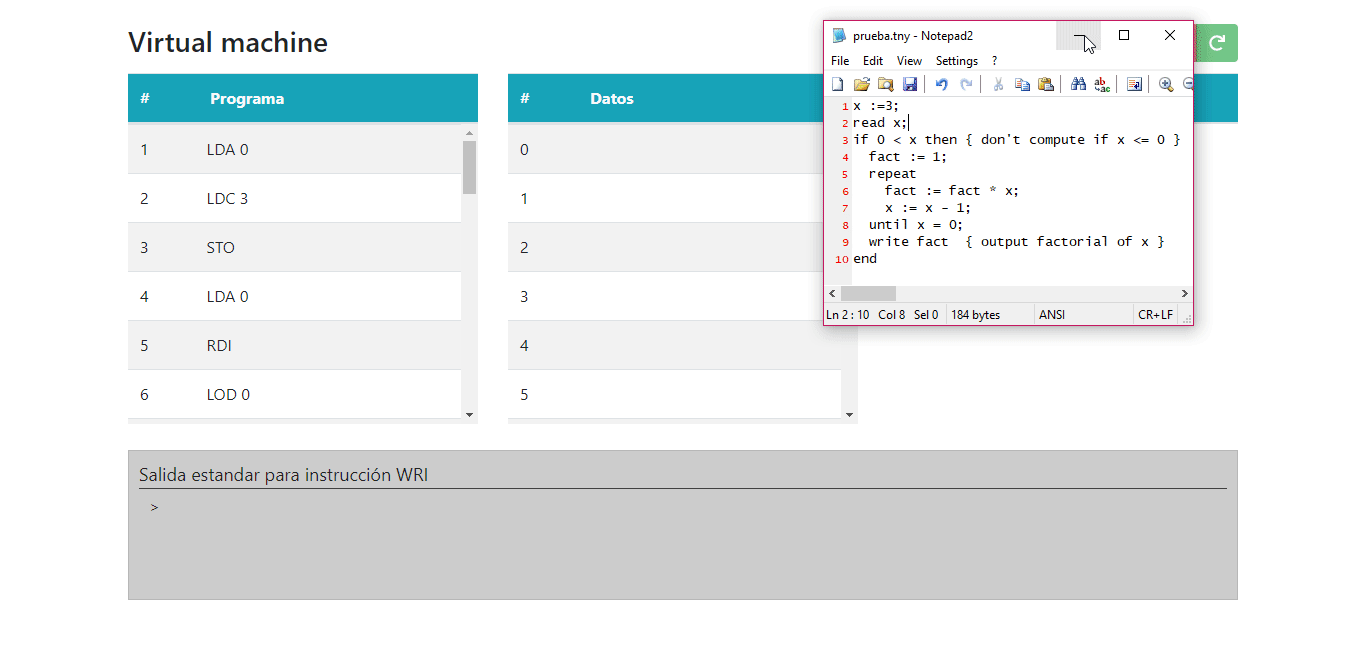 Virtual machine
# Programa
1 LDA 0
2 LDC 3
3 STO
4 LDA 0
5 RDI
6 LOD 0
# Datos
0
1
2
3
4
5
prueba.tny - Notepad2
File Edit View Settings ?
1 x :=3;
2 read x;
3 if 0 < x then { don't compute if x <= 0 }
4 fact := 1;
5 repeat
6 fact := fact * x;
7 x := x - 1;
8 until x = 0;
9 write fact { output factorial of x }
10 end
Ln 2 : 10 Col 8 Sel 0 184 bytes ANSI CR+LF
Salida estandar para instrucción WRI
>